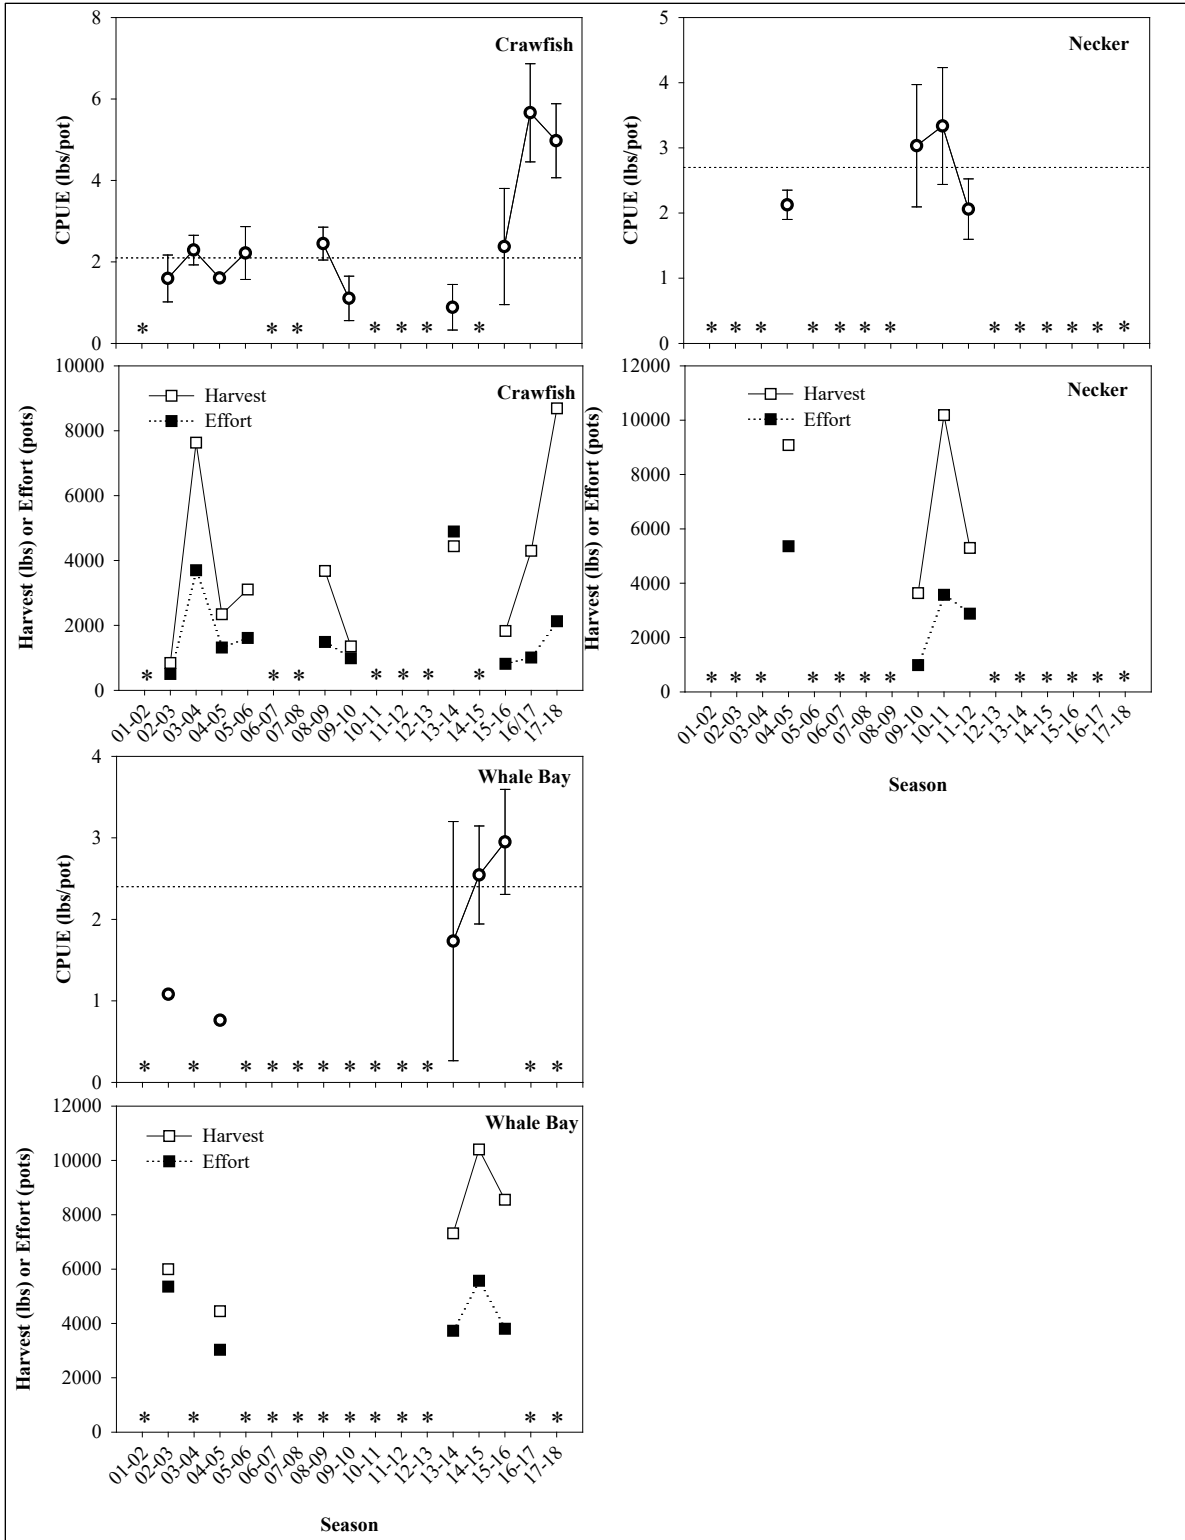 Crawfish
CPUE (lbs/pot)
8
6
4
2
0
* * * * * * *
Necker
CPUE (lbs/pot)
5
4
3
2
1
0
* * * * * * * * * * * * *
Crawfish
Harvest
Effort
Harvest (lbs) or Effort (pots)
10000
8000
6000
4000
2000
0
* * * * * * *
01-02 02-03 03-04 04-05 05-06 06-07 07-08 08-09 09-10 10-11 11-12 12-13 13-14 14-15 15-16 16/17 17-18
Necker
Harvest
Effort
Harvest (lbs) or Effort (pots)
12000
10000
8000
6000
4000
2000
0
* * * * * * * * * * * * *
01-02 02-03 03-04 04-05 05-06 06-07 07-08 08-09 09-10 10-11 11-12 12-13 13-14 14-15 15-16 16-17 17-18
Season
Whale Bay
CPUE (lbs/pot)
4
3
2
1
0
* * * * * * * * * * * *
Whale Bay
Harvest
Effort
Harvest (lbs) or Effort (pots)
12000
10000
8000
6000
4000
2000
0
* * * * * * * * * * * *
01-02 02-03 03-04 04-05 05-06 06-07 07-08 08-09 09-10 10-11 11-12 12-13 13-14 14-15 15-16 16-17 17-18
Season